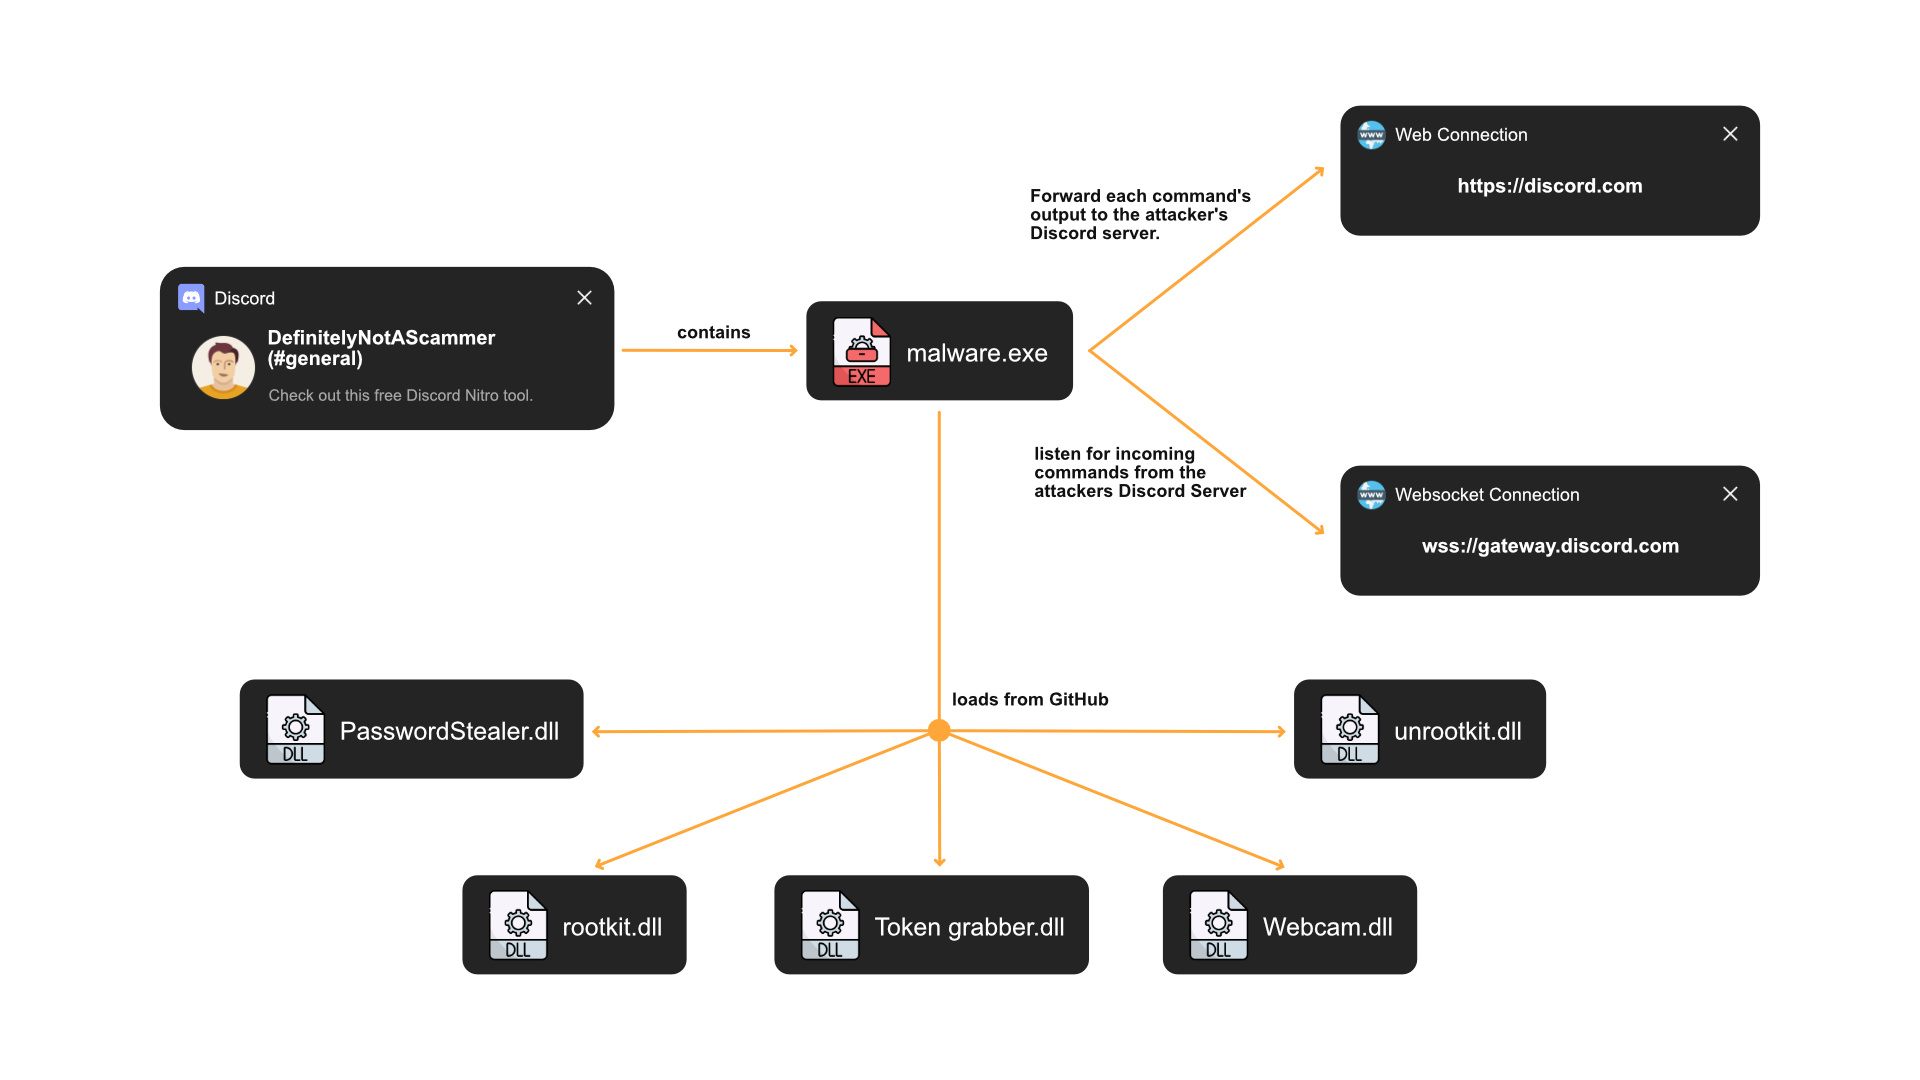 Discord
DefinitelyNotAScammer
(#general)
Check out this free Discord Nitro tool.
contains
EXE
malware.exe
Forward each command's
output to the attacker's
Discord server.
www
Web Connection
https://discord.com
listen for incoming
commands from the
attackers Discord Server
www
Websocket Connection
wss://gateway.discord.com
loads from GitHub
DLL
PasswordStealer.dll
DLL
unrootkit.dll
DLL
rootkit.dll
DLL
Token grabber.dll
DLL
Webcam.dll